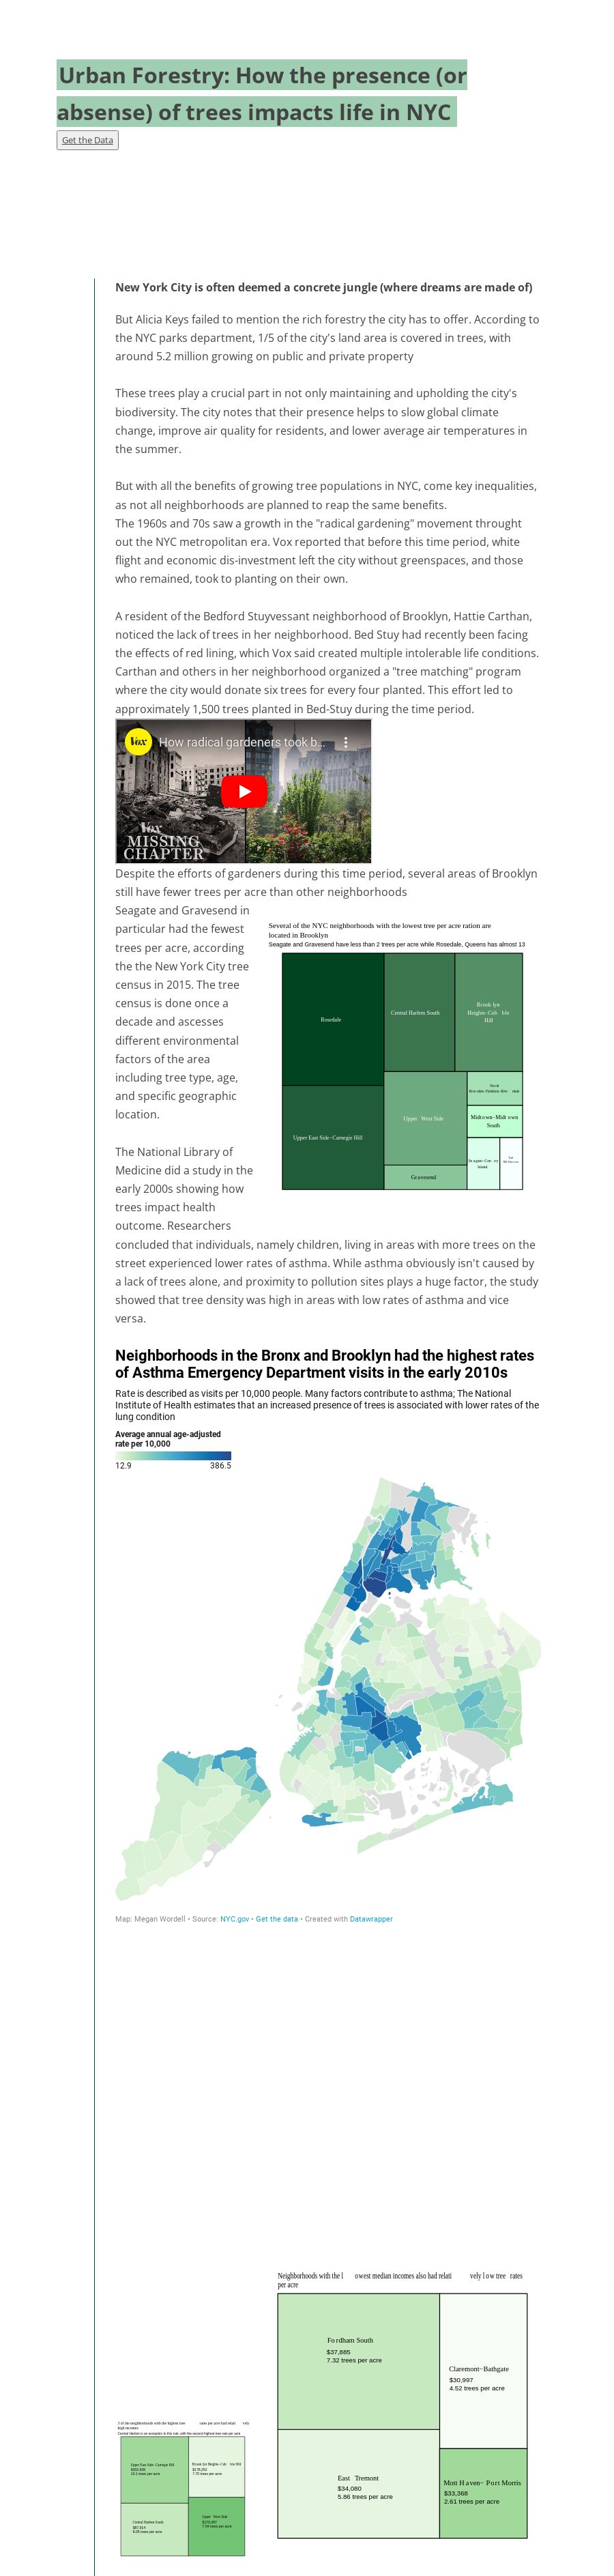 Urban Forestry: How the presence (or
absense) of trees impacts life in NYC
Get the Data
New York City is often deemed a concrete jungle (where dreams are made of)
But Alicia Keys failed to mention the rich forestry the city has to offer. According to
the NYC parks department, 1/5 of the city's land area is covered in trees, with
around 5.2 million growing on public and private property
These trees play a crucial part in not only maintaining and upholding the city's
biodiversity. The city notes that their presence helps to slow global climate
change, improve air quality for residents, and lower average air temperatures in
the summer.
But with all the benefits of growing tree populations in NYC, come key inequalities,
as not all neighborhoods are planned to reap the same benefits.
The 1960s and 70s saw a growth in the "radical gardening" movement throught
out the NYC metropolitan era. Vox reported that before this time period, white
flight and economic dis-investment left the city without greenspaces, and those
who remained, took to planting on their own.
A resident of the Bedford Stuyvessant neighborhood of Brooklyn, Hattie Carthan,
noticed the lack of trees in her neighborhood. Bed Stuy had recently been facing
the effects of red lining, which Vox said created multiple intolerable life conditions.
Carthan and others in her neighborhood organized a "tree matching" program
where the city would donate six trees for every four planted. This effort led to
approximately 1,500 trees planted in Bed-Stuy during the time period.
Vox
How radical gardeners took b...
Vox
MISSING
CHAPTER
Despite the efforts of gardeners during this time period, several areas of Brooklyn
still have fewer trees per acre than other neighborhoods
Seagate and Gravesend in
particular had the fewest
trees per acre, according
the the New York City tree
census in 2015. The tree
census is done once a
decade and ascesses
different environmental
factors of the area
including tree type, age,
and specific geographic
location.
Several of the NYC neighborhoods with the lowest tree per acre ration are
located in Brooklyn
Seagate and Gravesend have less than 2 trees per acre while Rosedale, Queens has almost 13
Rosedale
Central Harlem South
Brook lyn
Heights-Cob ble
Hill
Upper East Side-Carnegie Hill
Upper West Side
Gravesend
Midtown-Midt own
South
The National Library of
Medicine did a study in the
early 2000s showing how
trees impact health
outcome. Researchers
concluded that individuals, namely children, living in areas with more trees on the
street experienced lower rates of asthma. While asthma obviously isn't caused by
a lack of trees alone, and proximity to pollution sites plays a huge factor, the study
showed that tree density was high in areas with low rates of asthma and vice
versa.
Neighborhoods in the Bronx and Brooklyn had the highest rates
of Asthma Emergency Department visits in the early 2010s
Rate is described as visits per 10,000 people. Many factors contribute to asthma; The National
Institute of Health estimates that an increased presence of trees is associated with lower rates of the
lung condition
Average annual age-adjusted
rate per 10,000
12.9 386.5
Map: Megan Wordell • Source: NYC.gov • Get the data • Created with Datawrapper
Neighborhoods with the l owest median incomes also had relati vely l ow tree rates
per acre
Fordham South
$37,885
7.32 trees per acre
Claremont-Bathgate
$30,997
4.52 trees per acre
East Tremont
$34,080
5.86 trees per acre
Mott Haven- Port Morris
$33,368
2.61 trees per acre
Central Harlem South
Upper West Side